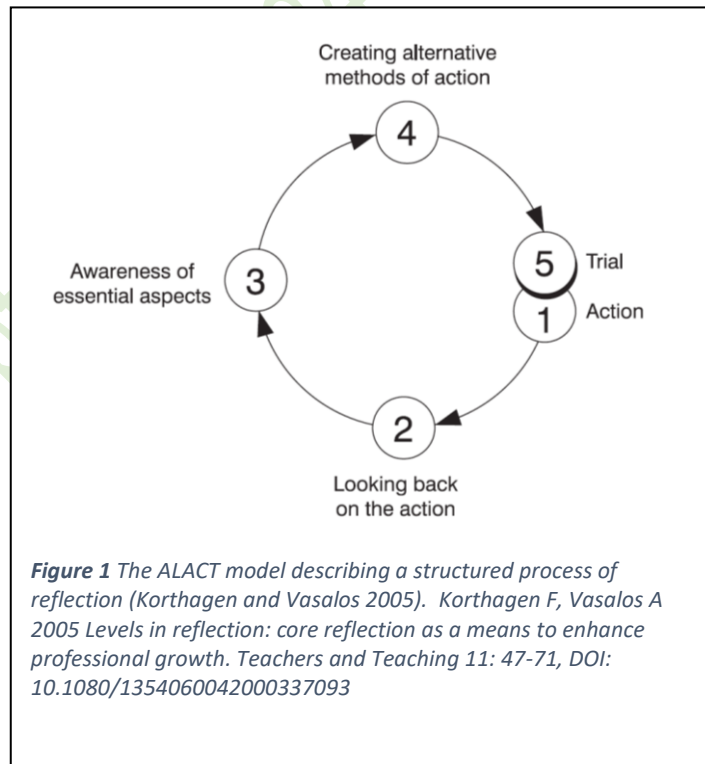 Creating alternative
methods of action
4
5
Trial
Awareness of
essential aspects
3
1
Action
2
Looking back
on the action
Figure 1 The ALACT model describing a structured process of
reflection (Korthagen and Vasalos 2005). Korthagen F, Vasalos A
2005 Levels in reflection: core reflection as a means to enhance
professional growth. Teachers and Teaching 11: 47-71, DOI:
10.1080/1354060042000337093